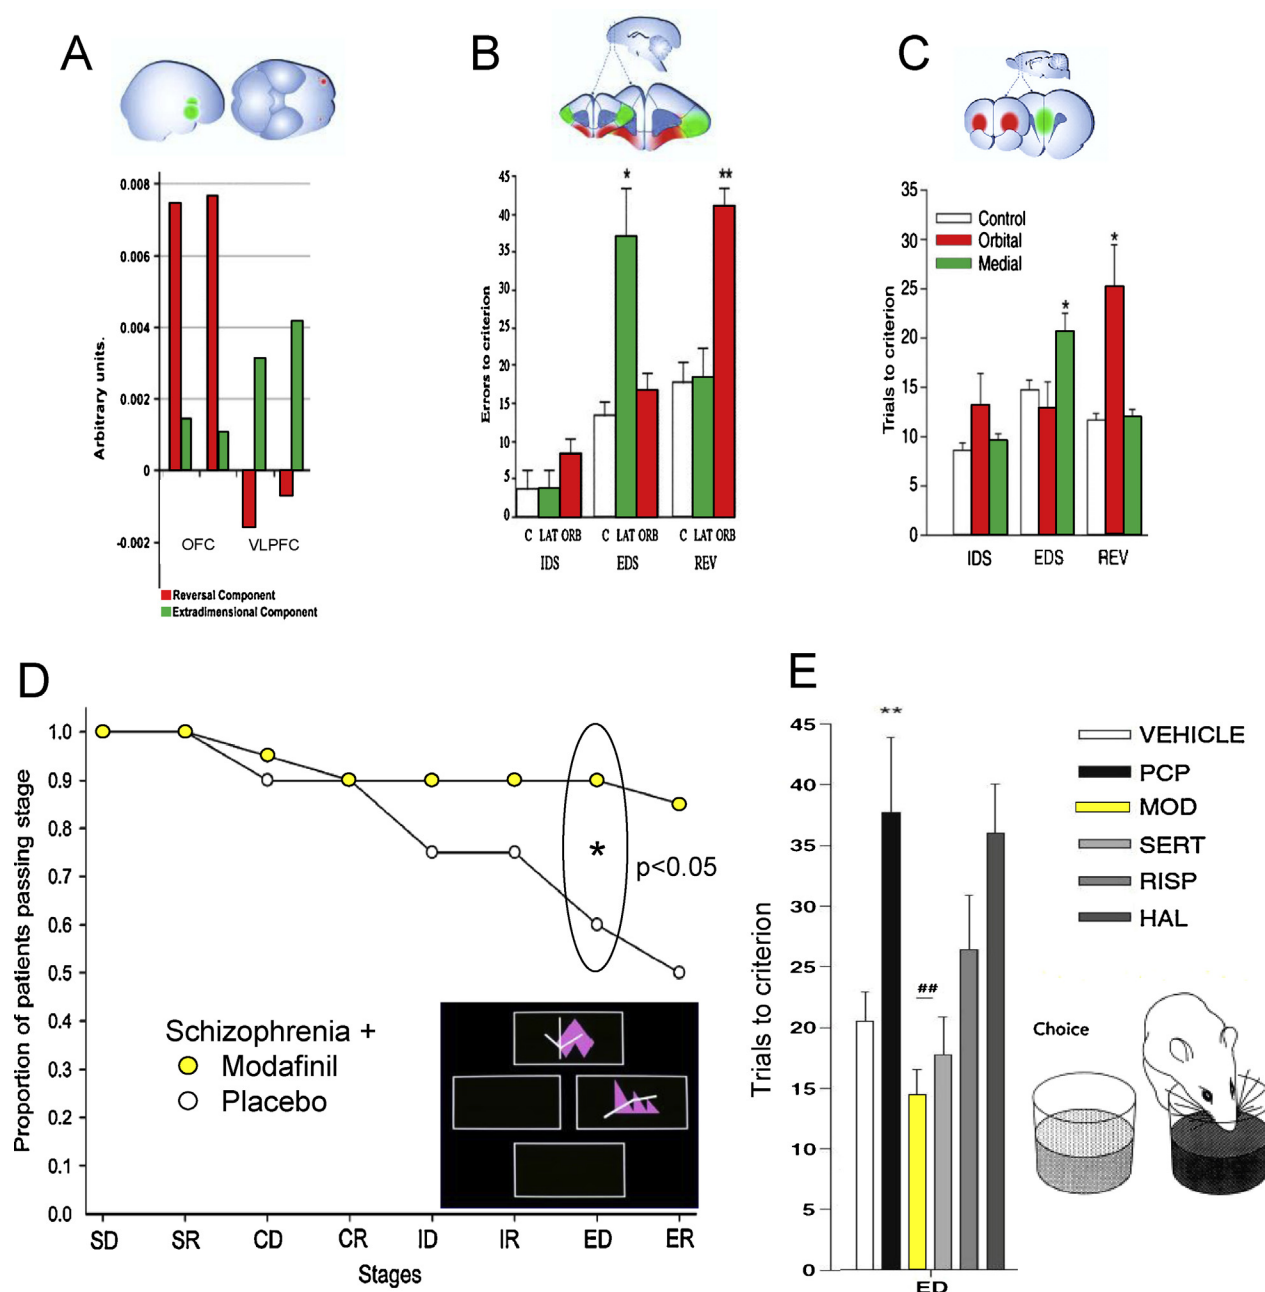 A
B
C
0.008
0.006
0.004
0.002
0
-0.002
Arbitrary units.
OFC
VLPFC
Reversal Component
Extradimensional Component
45
40
35
30
25
20
15
10
5
0
Errors to criterion
*
**
C LAT ORB C LAT ORB C LAT ORB
IDS EDS REV
35
30
25
20
15
10
5
0
Trials to criterion
Control
Orbital
Medial
*
*
IDS EDS REV
D
1.0
0.9
0.8
0.7
0.6
0.5
0.4
0.3
0.2
0.1
0.0
Proportion of patients passing stage
*
p<0.05
Schizophrenia +
Modafinil
Placebo
SD SR CD CR ID IR ED ER
Stages
E
45
40
35
30
25
20
15
10
5
0
Trials to criterion
**
##
ED
VEHICLE
PCP
MOD
SERT
RISP
HAL
Choice